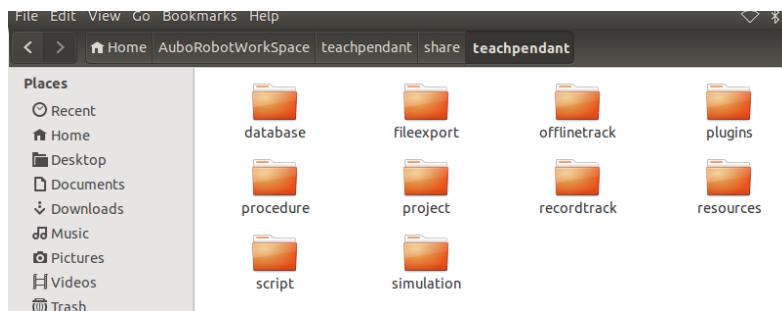 File Edit View Go Bookmarks Help
Home AuboRobotWorkSpace teachpendant share teachpendant
Places
Recent
Home
Desktop
Documents
Downloads
Music
Pictures
Videos
Trash
database fileexport offlinetrack plugins
procedure project recordtrack resources
script simulation